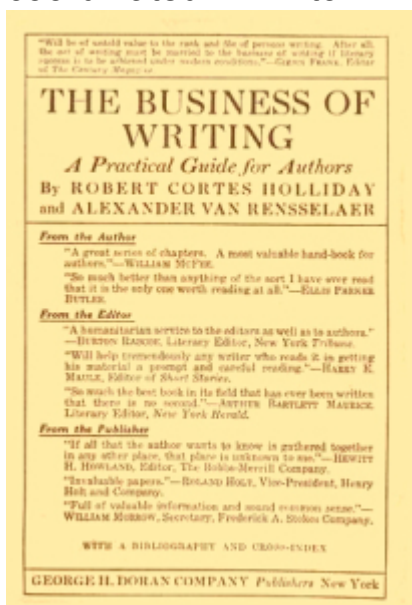 "Will be of untold value to the rank and file of persons writing. After all,
the art of writing must be married to the business of writing if literary
success is to be achieved under modern conditions."—GLENN FRANK, Editor
of The Century Magazine
THE BUSINESS OF
WRITING
A Practical Guide for Authors
By ROBERT CORTES HOLLIDAY
and ALEXANDER VAN RENSSELAER
From the Author
"A great series of chapters. A most valuable hand-book for
authors."—WILLIAM MCFEE.
"So much better than anything of the sort I have ever read
that it is the only one worth reading at all."—ELLIS PARKER
BUTLER.
From the Editor
"A humanitarian service to the editors as well as to authors."
—BURTON RASCOE, Literary Editor, New York Tribune.
"Will help tremendously any writer who reads it in getting
his material a prompt and careful reading."—HARRY E.
MAULE, Editor of Short Stories.
"So much the best book in its field that has ever been written
that there is no second."—ARTHUR BARTLETT MAURICE,
Literary Editor, New York Herald.
From the Publisher
"If all that the author wants to know is gathered together
in any other place, that place is unknown to me."—HEWITT
H. HOWLAND, Editor, The Bobbs-Merrill Company.
"Invaluable papers."—ROLAND HOLT, Vice-President, Henry
Holt and Company.
"Full of valuable information and sound common sense."—
WILLIAM MORROW, Secretary, Frederick A. Stokes Company.
WITH A BIBLIOGRAPHY AND CROSS-INDEX
GEORGE H. DORAN COMPANY Publishers New York